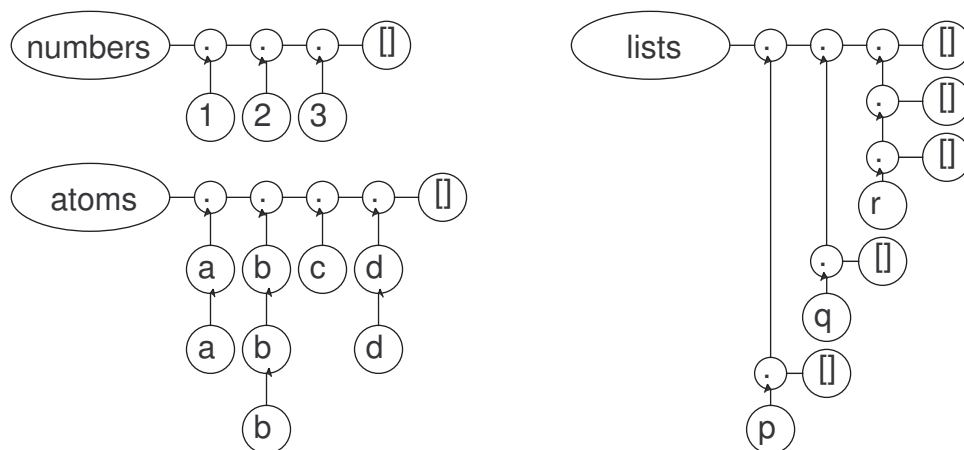 numbers . . . []
1 2 3
atoms . . . . []
a b c d
a b d
b
lists . . . []
. []
. []
r
. []
q
. []
p